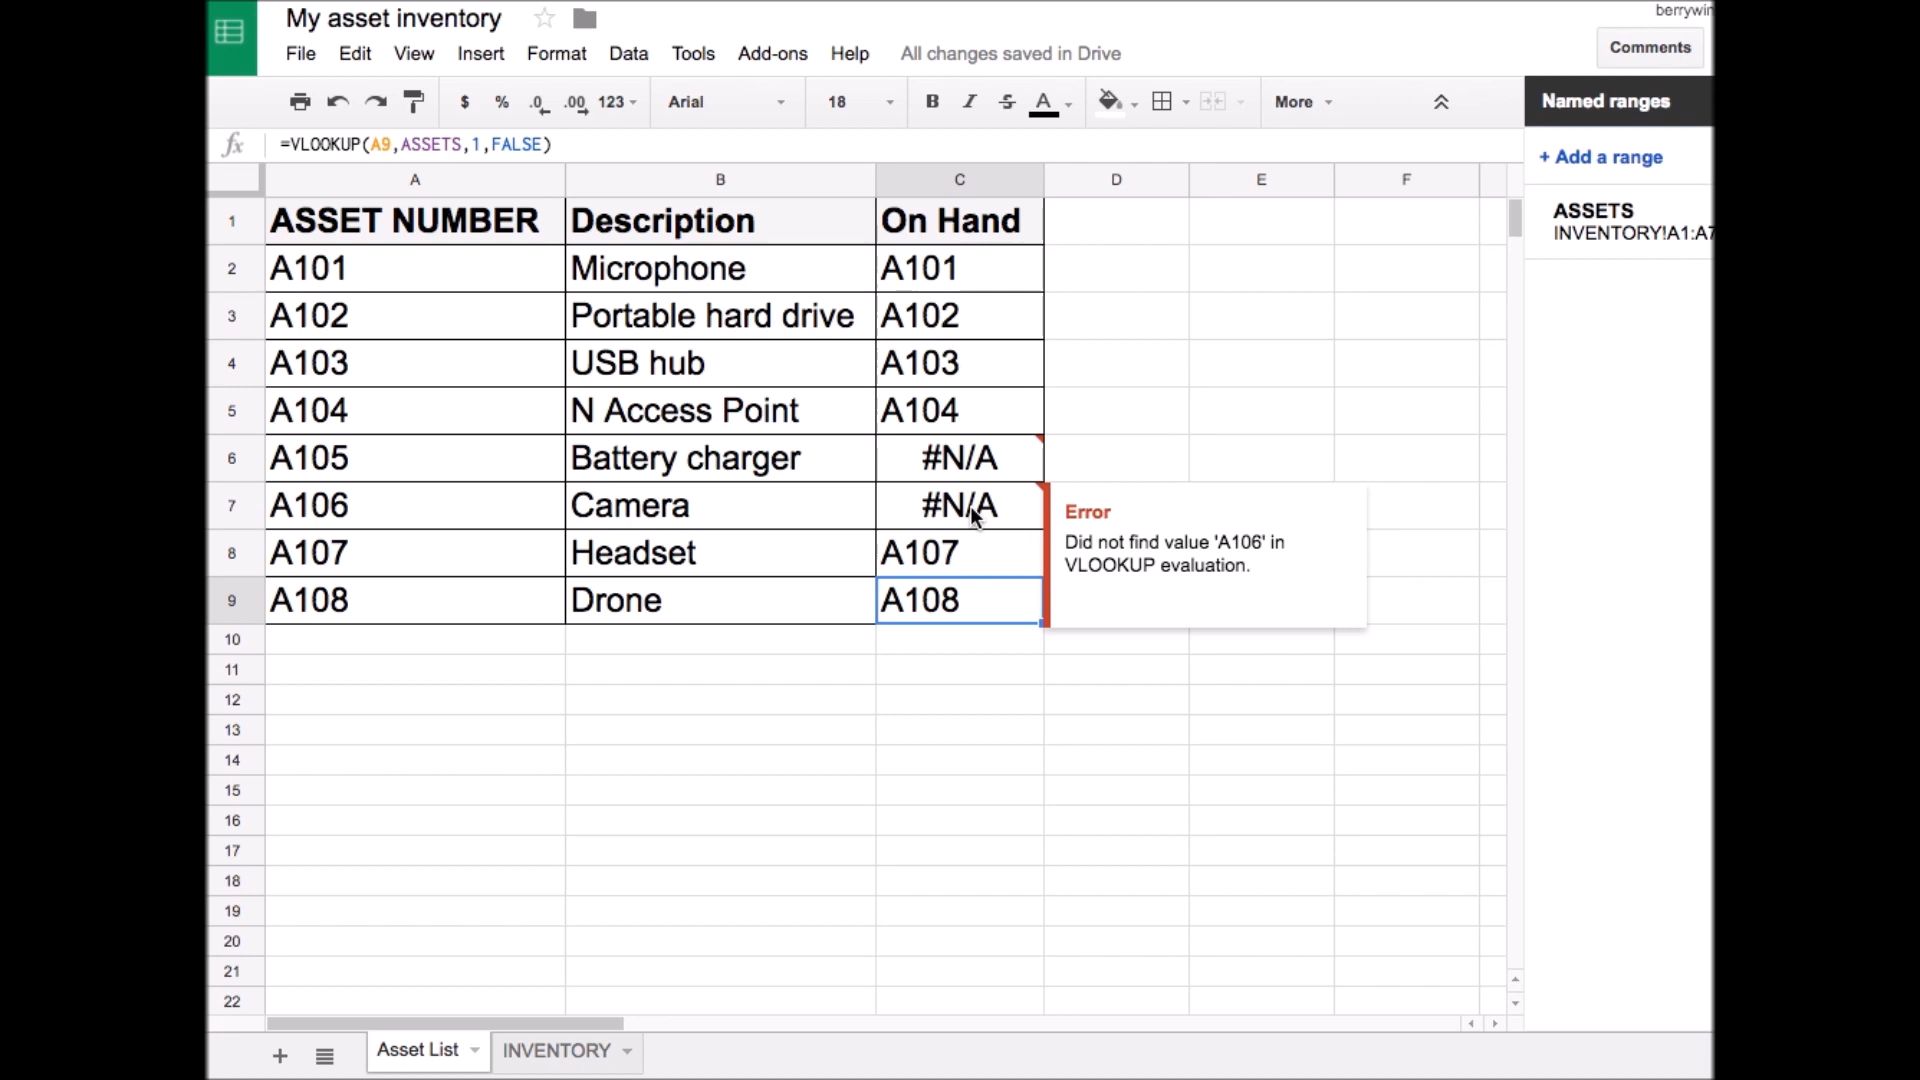 My asset inventory
berrywin
File Edit View Insert Format Data Tools Add-ons Help All changes saved in Drive
Comments
$ % .0 .00 123 Arial 18 B I S A More
Named ranges
fx =VLOOKUP(A9,ASSETS,1,FALSE)
+ Add a range
A B C D E F
ASSETS
INVENTORY!A1:A7
1 ASSET NUMBER Description On Hand
2 A101 Microphone A101
3 A102 Portable hard drive A102
4 A103 USB hub A103
5 A104 N Access Point A104
6 A105 Battery charger #N/A
7 A106 Camera #N/A
Error
Did not find value 'A106' in
VLOOKUP evaluation.
8 A107 Headset A107
9 A108 Drone A108
10
11
12
13
14
15
16
17
18
19
20
21
22
+ Asset List INVENTORY